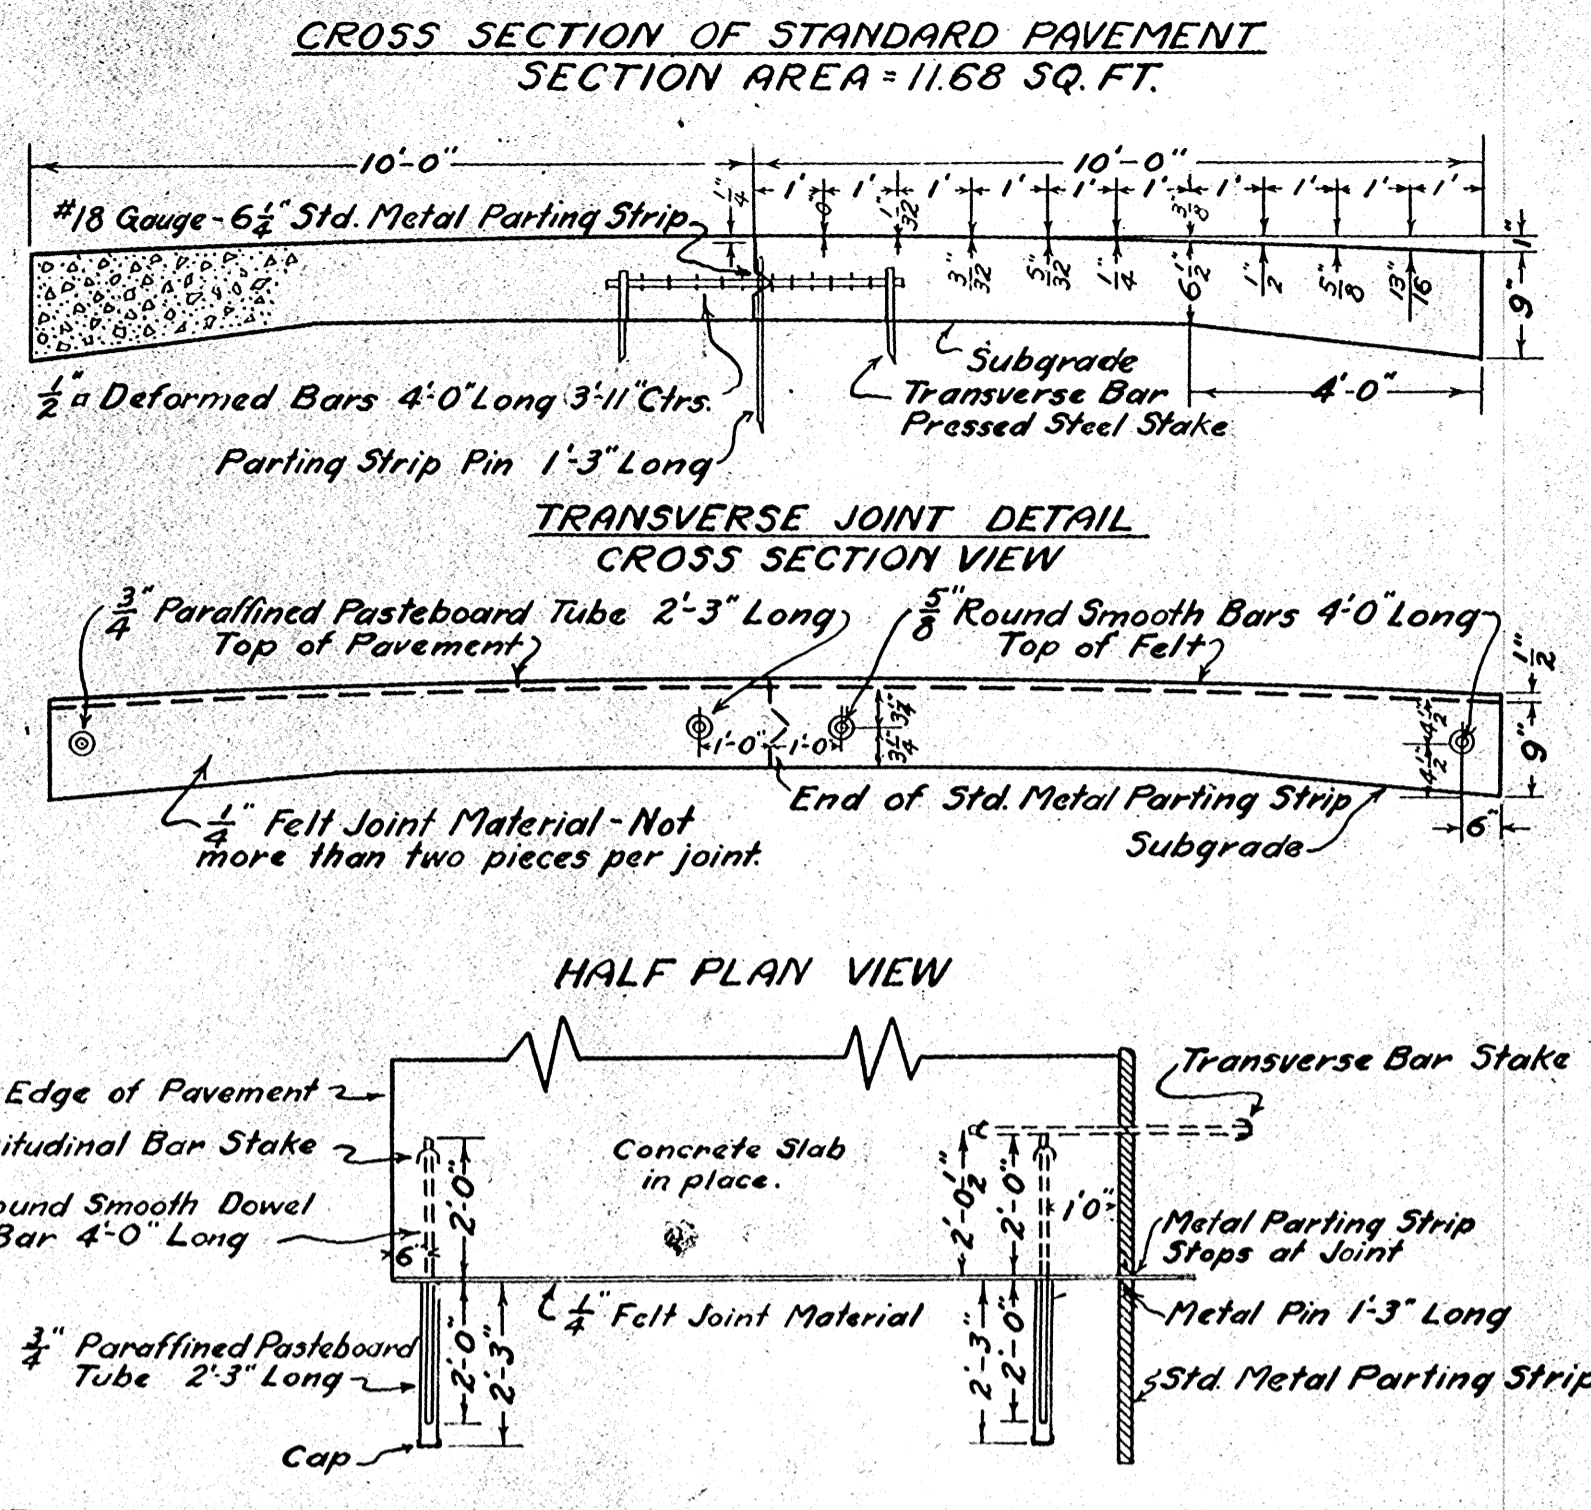 CROSS SECTION OF STANDARD PAVEMENT
SECTION AREA = 11.68 SQ. FT.
10'-0" 10'-0"
1/4" 1' 1' 1' 1' 1' 1' 1' 1' 1' 1'
#18 Gauge - 6 1/4" Std. Metal Parting Strip
0" 1/32" 3/32" 5/32" 1/4" 3/8" 6 1/2" 1/2" 5/8" 13/16" 1" 9"
Subgrade
1/2" □ Deformed Bars 4'-0" Long 3'-11" Ctrs.
Transverse Bar
Pressed Steel Stake
4'-0"
Parting Strip Pin 1'-3" Long
TRANSVERSE JOINT DETAIL
CROSS SECTION VIEW
3/4" Paraffined Pasteboard Tube 2'-3" Long
5/8" Round Smooth Bars 4'-0" Long
Top of Pavement
Top of Felt
1/2"
1'-0" 1'-0" 3 1/4" 3 1/4" 4 1/2" 4 1/2" 9"
6"
End of Std. Metal Parting Strip
1/4" Felt Joint Material - Not
more than two pieces per joint.
Subgrade
HALF PLAN VIEW
Edge of Pavement
Transverse Bar Stake
itudinal Bar Stake
Concrete Slab
in place.
2'-0" 2'-0 1/2" 2'-0" 1'0"
ound Smooth Dowel
Bar 4'-0" Long
6"
Metal Parting Strip
Stops at Joint
1/4" Felt Joint Material
Metal Pin 1'-3" Long
3/4" Paraffined Pasteboard
Tube 2'-3" Long
2'-0" 2'-3" 2'-3" 2'-0"
Std. Metal Parting Strip
Cap